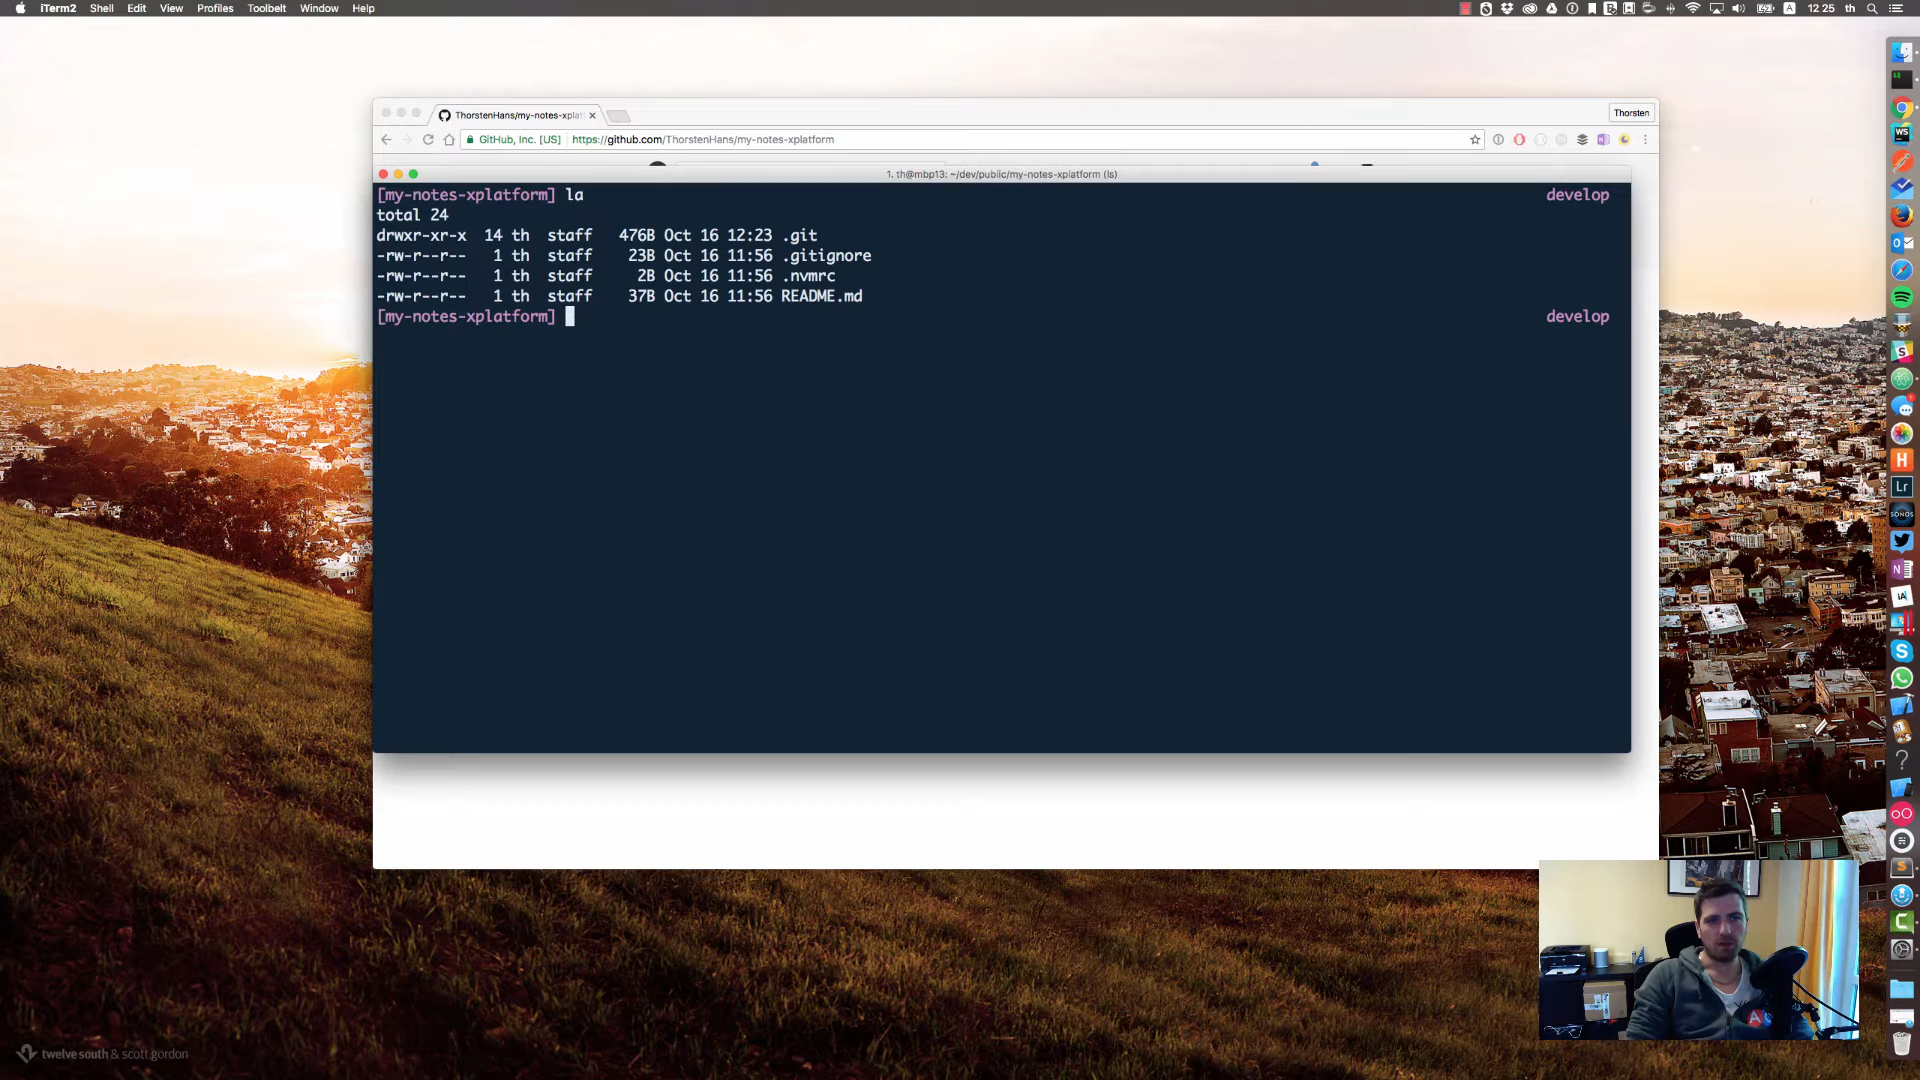 iTerm2 Shell Edit View Profiles Toolbelt Window Help
12 25 th
ThorstenHans/my-notes-xplat
Thorsten
GitHub, Inc. [US] https://github.com/ThorstenHans/my-notes-xplatform
1. th@mbp13: ~/dev/public/my-notes-xplatform (ls)
[my-notes-xplatform] la develop
total 24
drwxr-xr-x 14 th staff 476B Oct 16 12:23 .git
-rw-r--r-- 1 th staff 23B Oct 16 11:56 .gitignore
-rw-r--r-- 1 th staff 2B Oct 16 11:56 .nvmrc
-rw-r--r-- 1 th staff 37B Oct 16 11:56 README.md
[my-notes-xplatform] develop
WS
S
H
Lr
SONOS
N
iA
S
?
S
C
twelve south & scott gordon